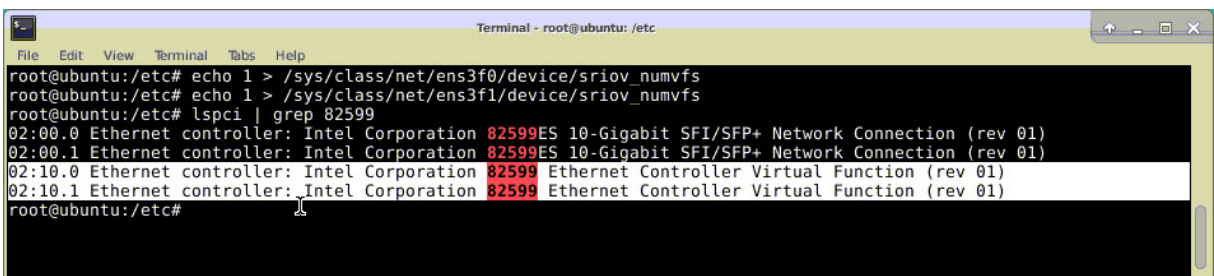 Terminal - root@ubuntu: /etc
File Edit View Terminal Tabs Help
root@ubuntu:/etc# echo 1 > /sys/class/net/ens3f0/device/sriov_numvfs
root@ubuntu:/etc# echo 1 > /sys/class/net/ens3f1/device/sriov_numvfs
root@ubuntu:/etc# lspci | grep 82599
02:00.0 Ethernet controller: Intel Corporation 82599ES 10-Gigabit SFI/SFP+ Network Connection (rev 01)
02:00.1 Ethernet controller: Intel Corporation 82599ES 10-Gigabit SFI/SFP+ Network Connection (rev 01)
02:10.0 Ethernet controller: Intel Corporation 82599 Ethernet Controller Virtual Function (rev 01)
02:10.1 Ethernet controller: Intel Corporation 82599 Ethernet Controller Virtual Function (rev 01)
root@ubuntu:/etc#